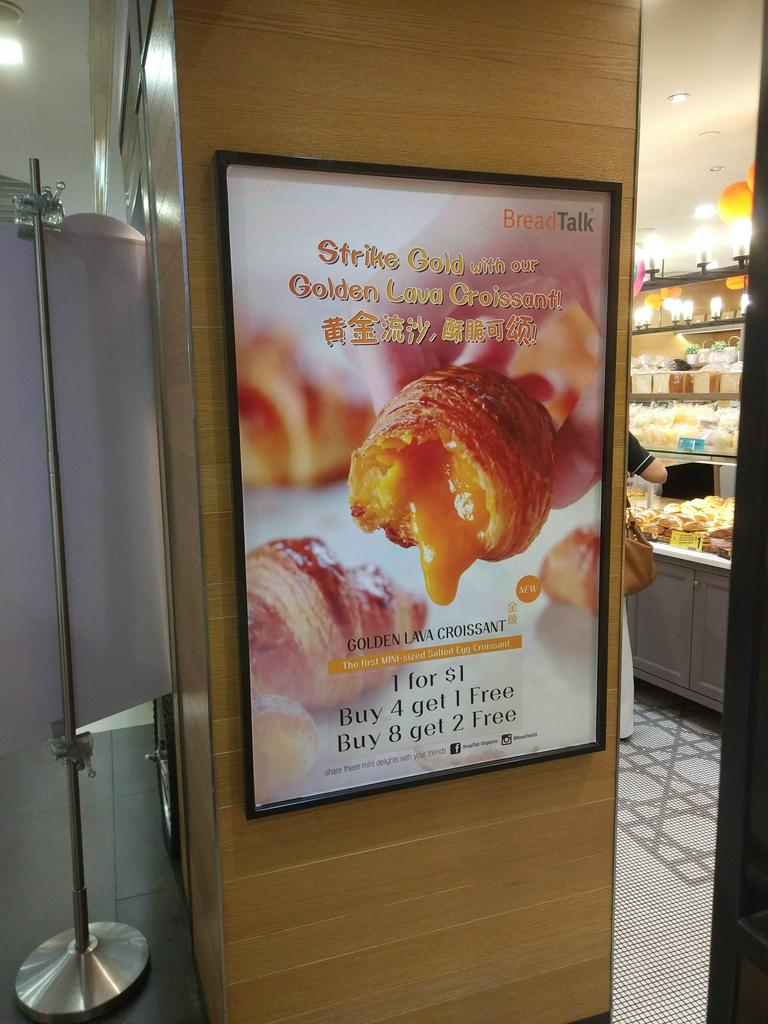 BreadTalk®
Strike Gold with our
Golden Lava Croissant!
黄金流沙,酥脆可颂!
NEW
金颂
GOLDEN LAVA CROISSANT
The first MINI-sized Salted Egg Croissant
1 for $1
Buy 4 get 1 Free
Buy 8 get 2 Free
share these mini delights with your friends BreadTalk Singapore @BreadTalkSG